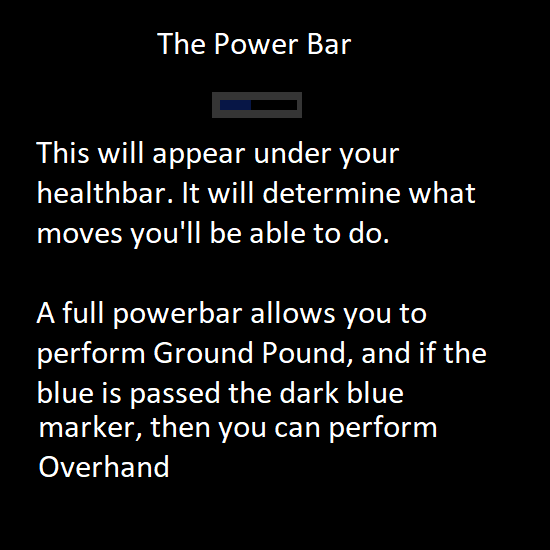 The Power Bar
This will appear under your
healthbar. It will determine what
moves you'll be able to do.
A full powerbar allows you to
perform Ground Pound, and if the
blue is passed the dark blue
marker, then you can perform
Overhand